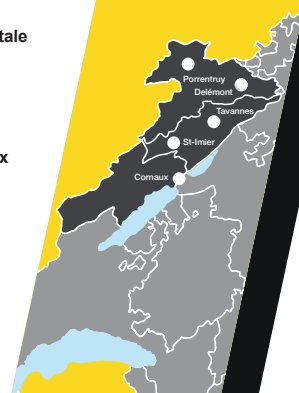 tale
Porrentruy
Delémont
Tavannes
St-Imier
x
Cornaux